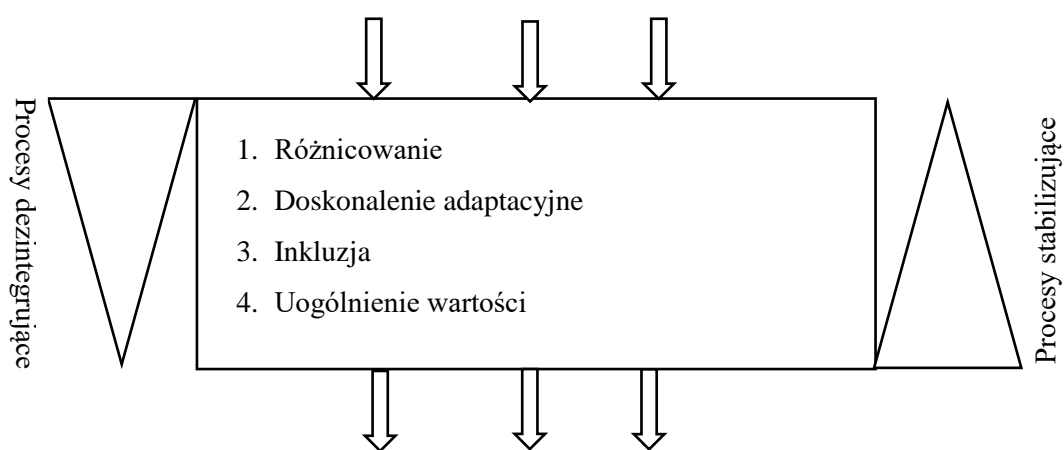 Procesy dezintegrujące
1. Różnicowanie
2. Doskonalenie adaptacyjne
3. Inkluzja
4. Uogólnienie wartości
Procesy stabilizujące